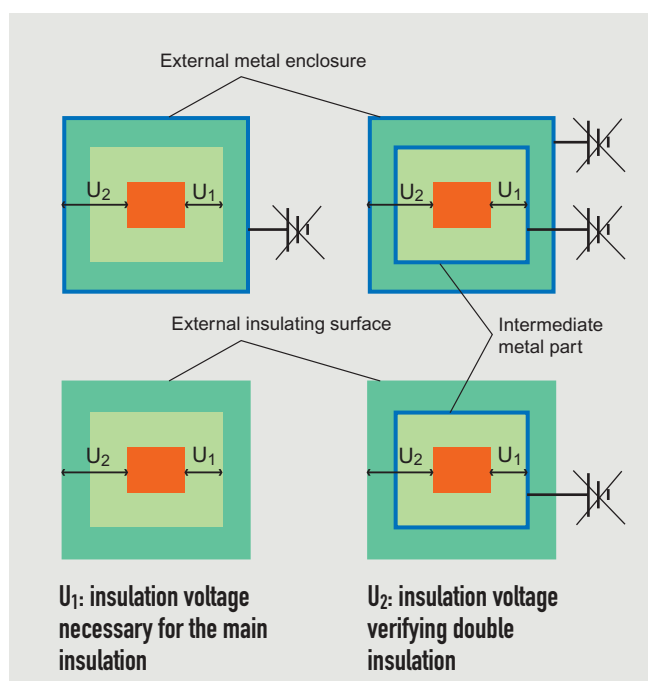 External metal enclosure
U2 U1
U2 U1
External insulating surface
Intermediate
metal part
U2 U1
U2 U1
U1: insulation voltage
necessary for the main
insulation
U2: insulation voltage
verifying double
insulation